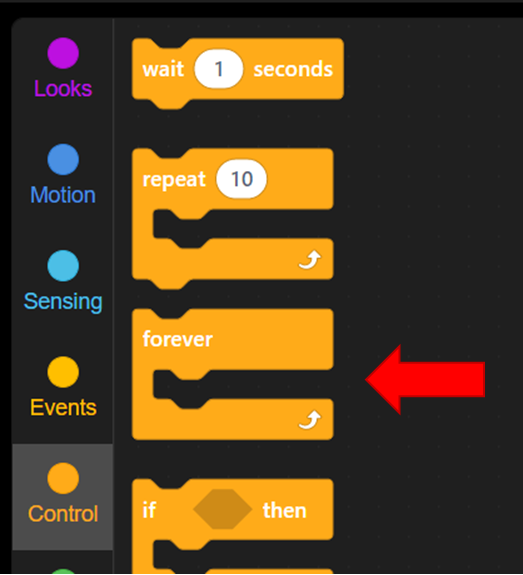 Looks
Motion
Sensing
Events
Control
wait 1 seconds
repeat 10
forever
if then